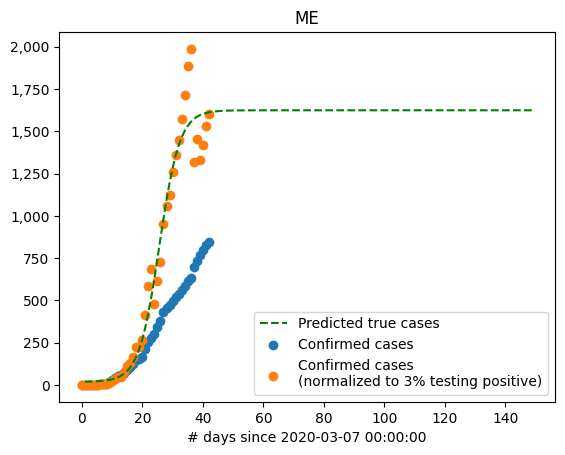 ME
2,000
1,750
1,500
1,250
1,000
750
500
250
0
0 20 40 60 80 100 120 140
# days since 2020-03-07 00:00:00
Predicted true cases
Confirmed cases
Confirmed cases
(normalized to 3% testing positive)